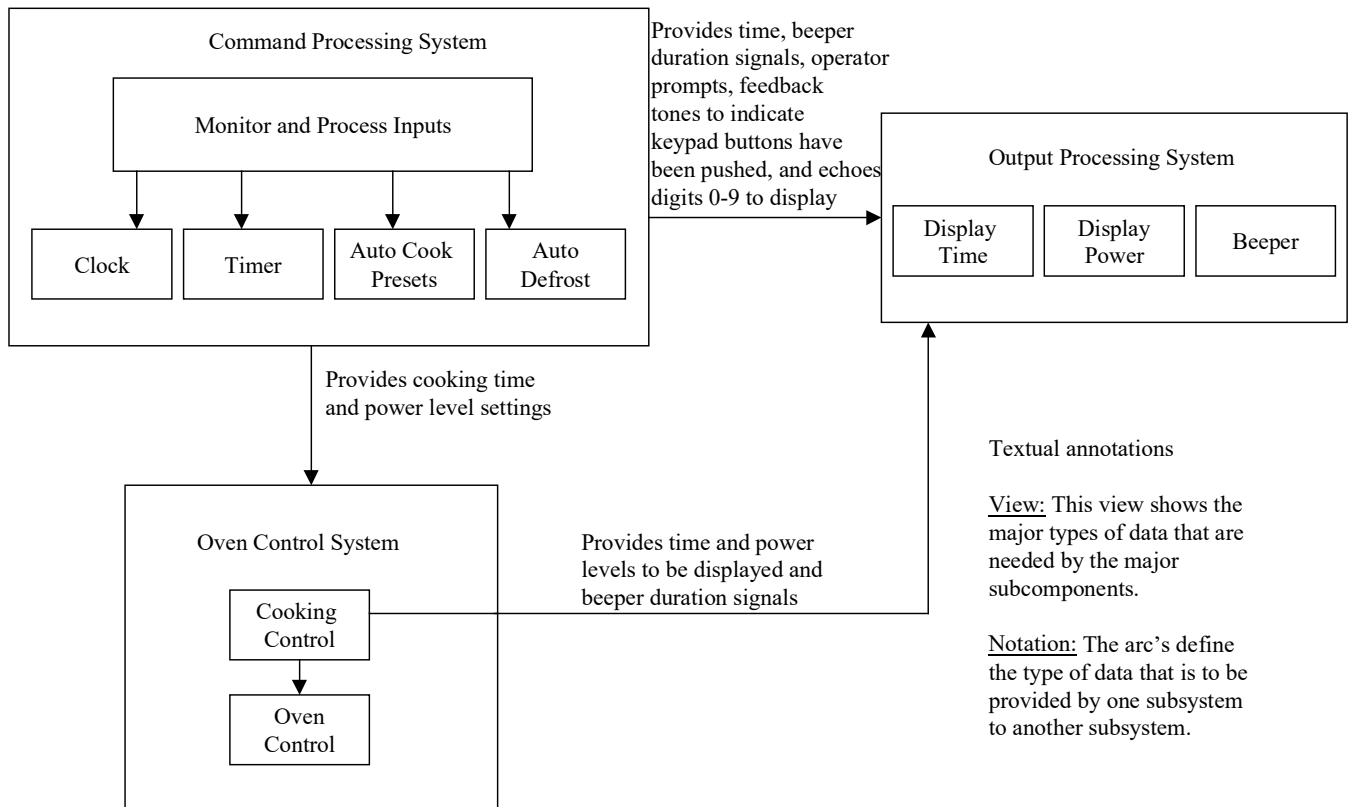 Command Processing System
Monitor and Process Inputs
Clock
Timer
Auto Cook
Presets
Auto
Defrost
Provides time, beeper
duration signals, operator
prompts, feedback
tones to indicate
keypad buttons have
been pushed, and echoes
digits 0-9 to display
Output Processing System
Display
Time
Display
Power
Beeper
Provides cooking time
and power level settings
Oven Control System
Cooking
Control
Oven
Control
Provides time and power
levels to be displayed and
beeper duration signals
Textual annotations
View: This view shows the
major types of data that are
needed by the major
subcomponents.
Notation: The arc’s define
the type of data that is to be
provided by one subsystem
to another subsystem.